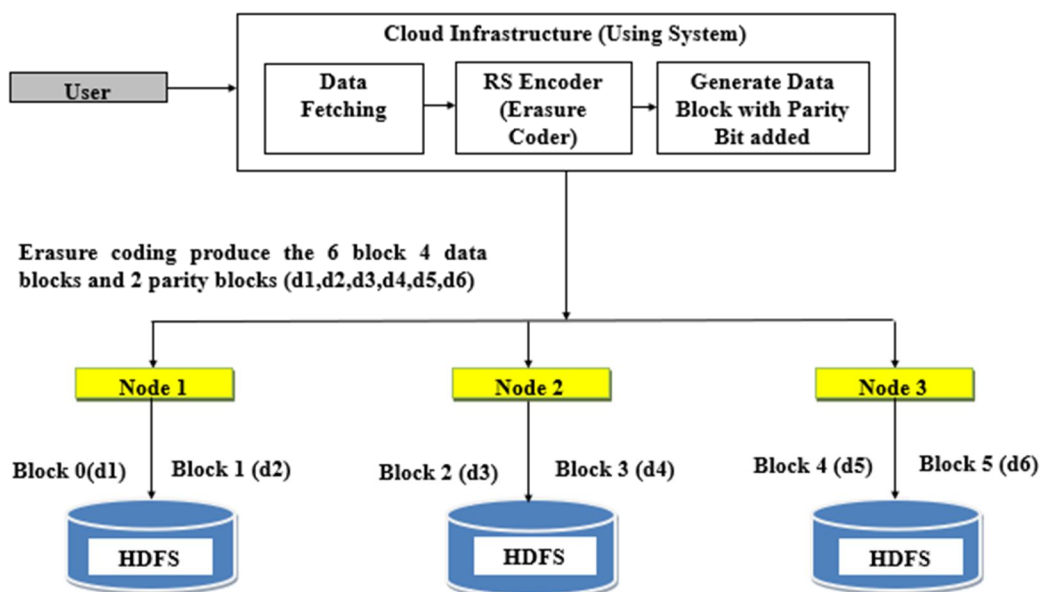 Cloud Infrastructure (Using System)
User
Data
Fetching
RS Encoder
(Erasure
Coder)
Generate Data
Block with Parity
Bit added
Erasure coding produce the 6 block 4 data
blocks and 2 parity blocks (d1,d2,d3,d4,d5,d6)
Node 1
Node 2
Node 3
Block 0(d1)
Block 1 (d2)
Block 2 (d3)
Block 3 (d4)
Block 4 (d5)
Block 5 (d6)
HDFS
HDFS
HDFS